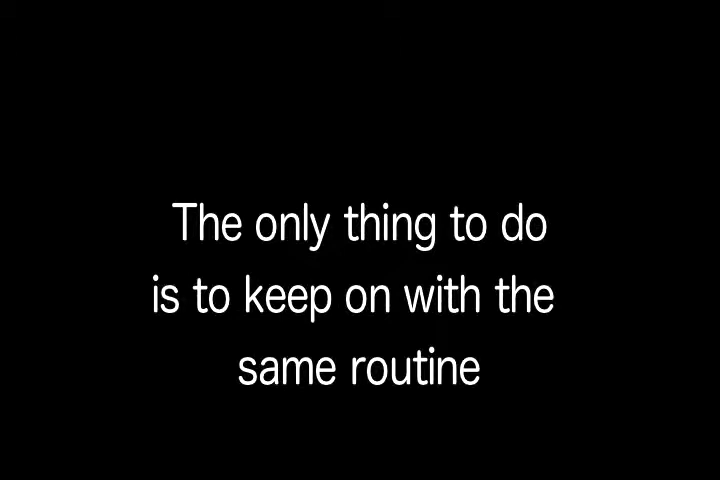 The only thing to do
is to keep on with the
same routine